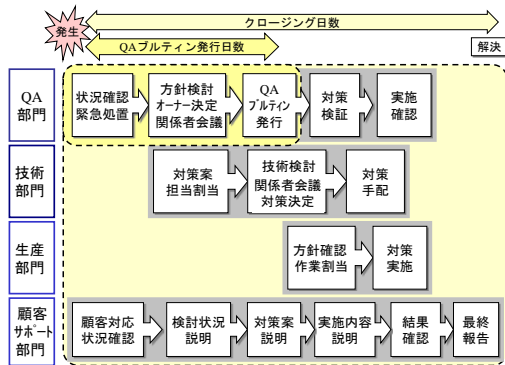 発生
クロージング日数
QAブルティン発行日数
解決
QA
部門
状況確認
緊急処置
方針検討
オーナー決定
関係者会議
QA
ブルティン
発行
対策
検証
実施
確認
技術
部門
対策案
担当割当
技術検討
関係者会議
対策決定
対策
手配
生産
部門
方針確認
作業割当
対策
実施
顧客
サポート
部門
顧客対応
状況確認
検討状況
説明
対策案
説明
実施内容
説明
結果
確認
最終
報告